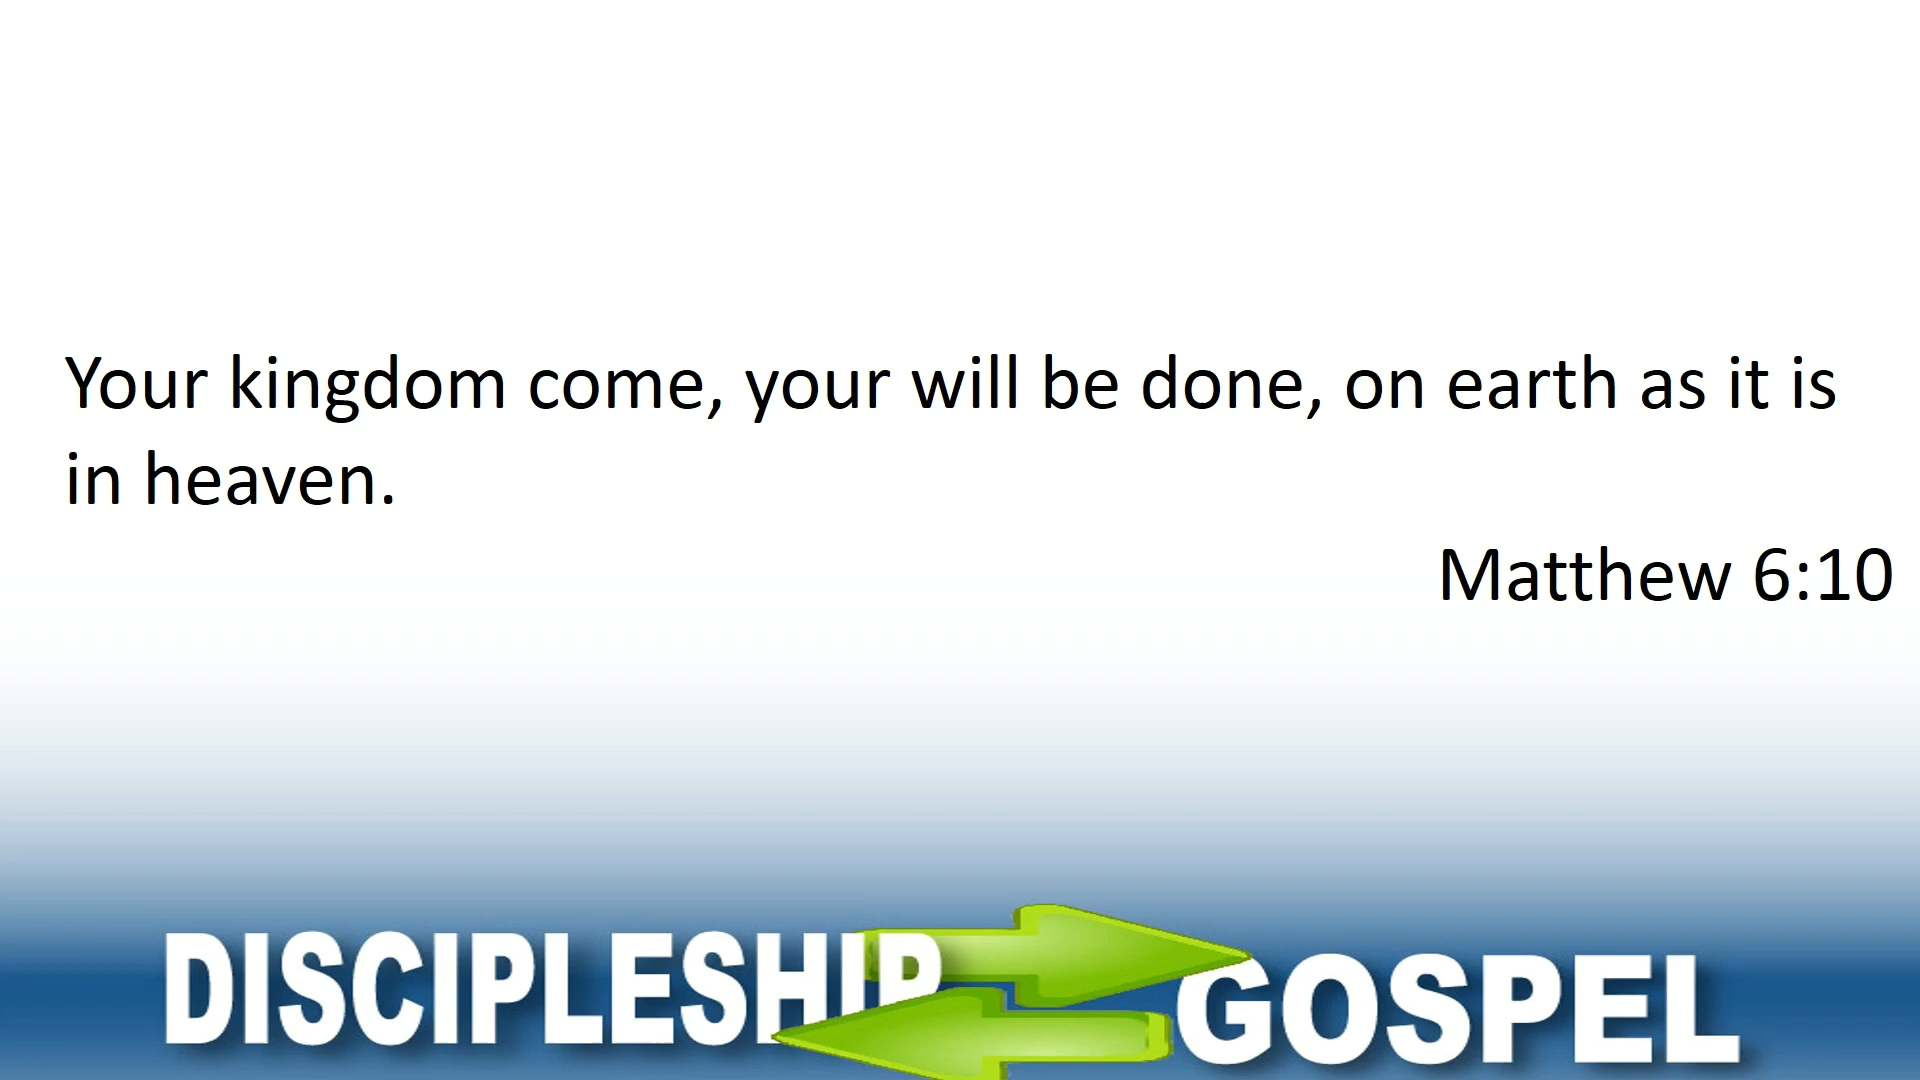 Your kingdom come, your will be done, on earth as it is
in heaven.
Matthew 6:10
DISCIPLESHIP
GOSPEL